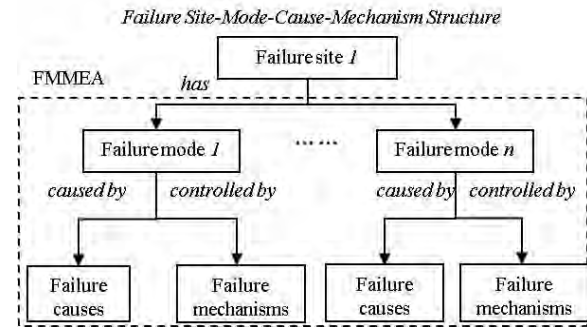 Failure Site-Mode-Cause-Mechanism Structure
Failure site 1
FMMEA
has
Failure mode 1
... ...
Failure mode n
caused by
controlled by
caused by
controlled by
Failure
causes
Failure
mechanisms
Failure
causes
Failure
mechanisms